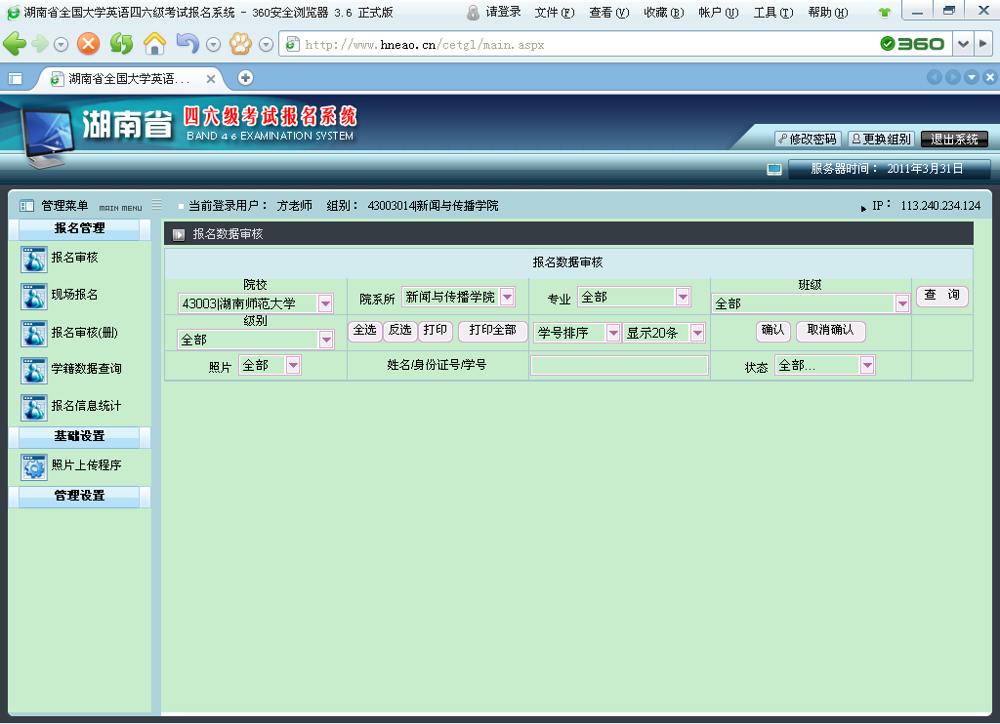 湖南省全国大学英语四六级考试报名系统 - 360安全浏览器 3.6 正式版 请登录 文件(F) 查看(V) 收藏(B) 帐户(U) 工具(T) 帮助(H)
http://www.hneao.cn/cetgl/main.aspx 360
湖南省全国大学英语...
湖南省 四六级考试报名系统
BAND 4 6 EXAMINATION SYSTEM
修改密码 更换组别 退出系统
服务器时间： 2011年3月31日
管理菜单 MAIN MENU 当前登录用户： 方老师 组别： 43003014|新闻与传播学院 IP： 113.240.234.124
报名管理
报名审核
现场报名
报名审核(册)
学籍数据查询
报名信息统计
基础设置
照片上传程序
管理设置
报名数据审核
报名数据审核
院校 43003|湖南师范大学 院系所 新闻与传播学院 专业 全部 班级 全部 查 询
级别 全部 全选 反选 打印 打印全部 学号排序 显示20条 确认 取消确认
照片 全部 姓名/身份证号/学号 状态 全部...